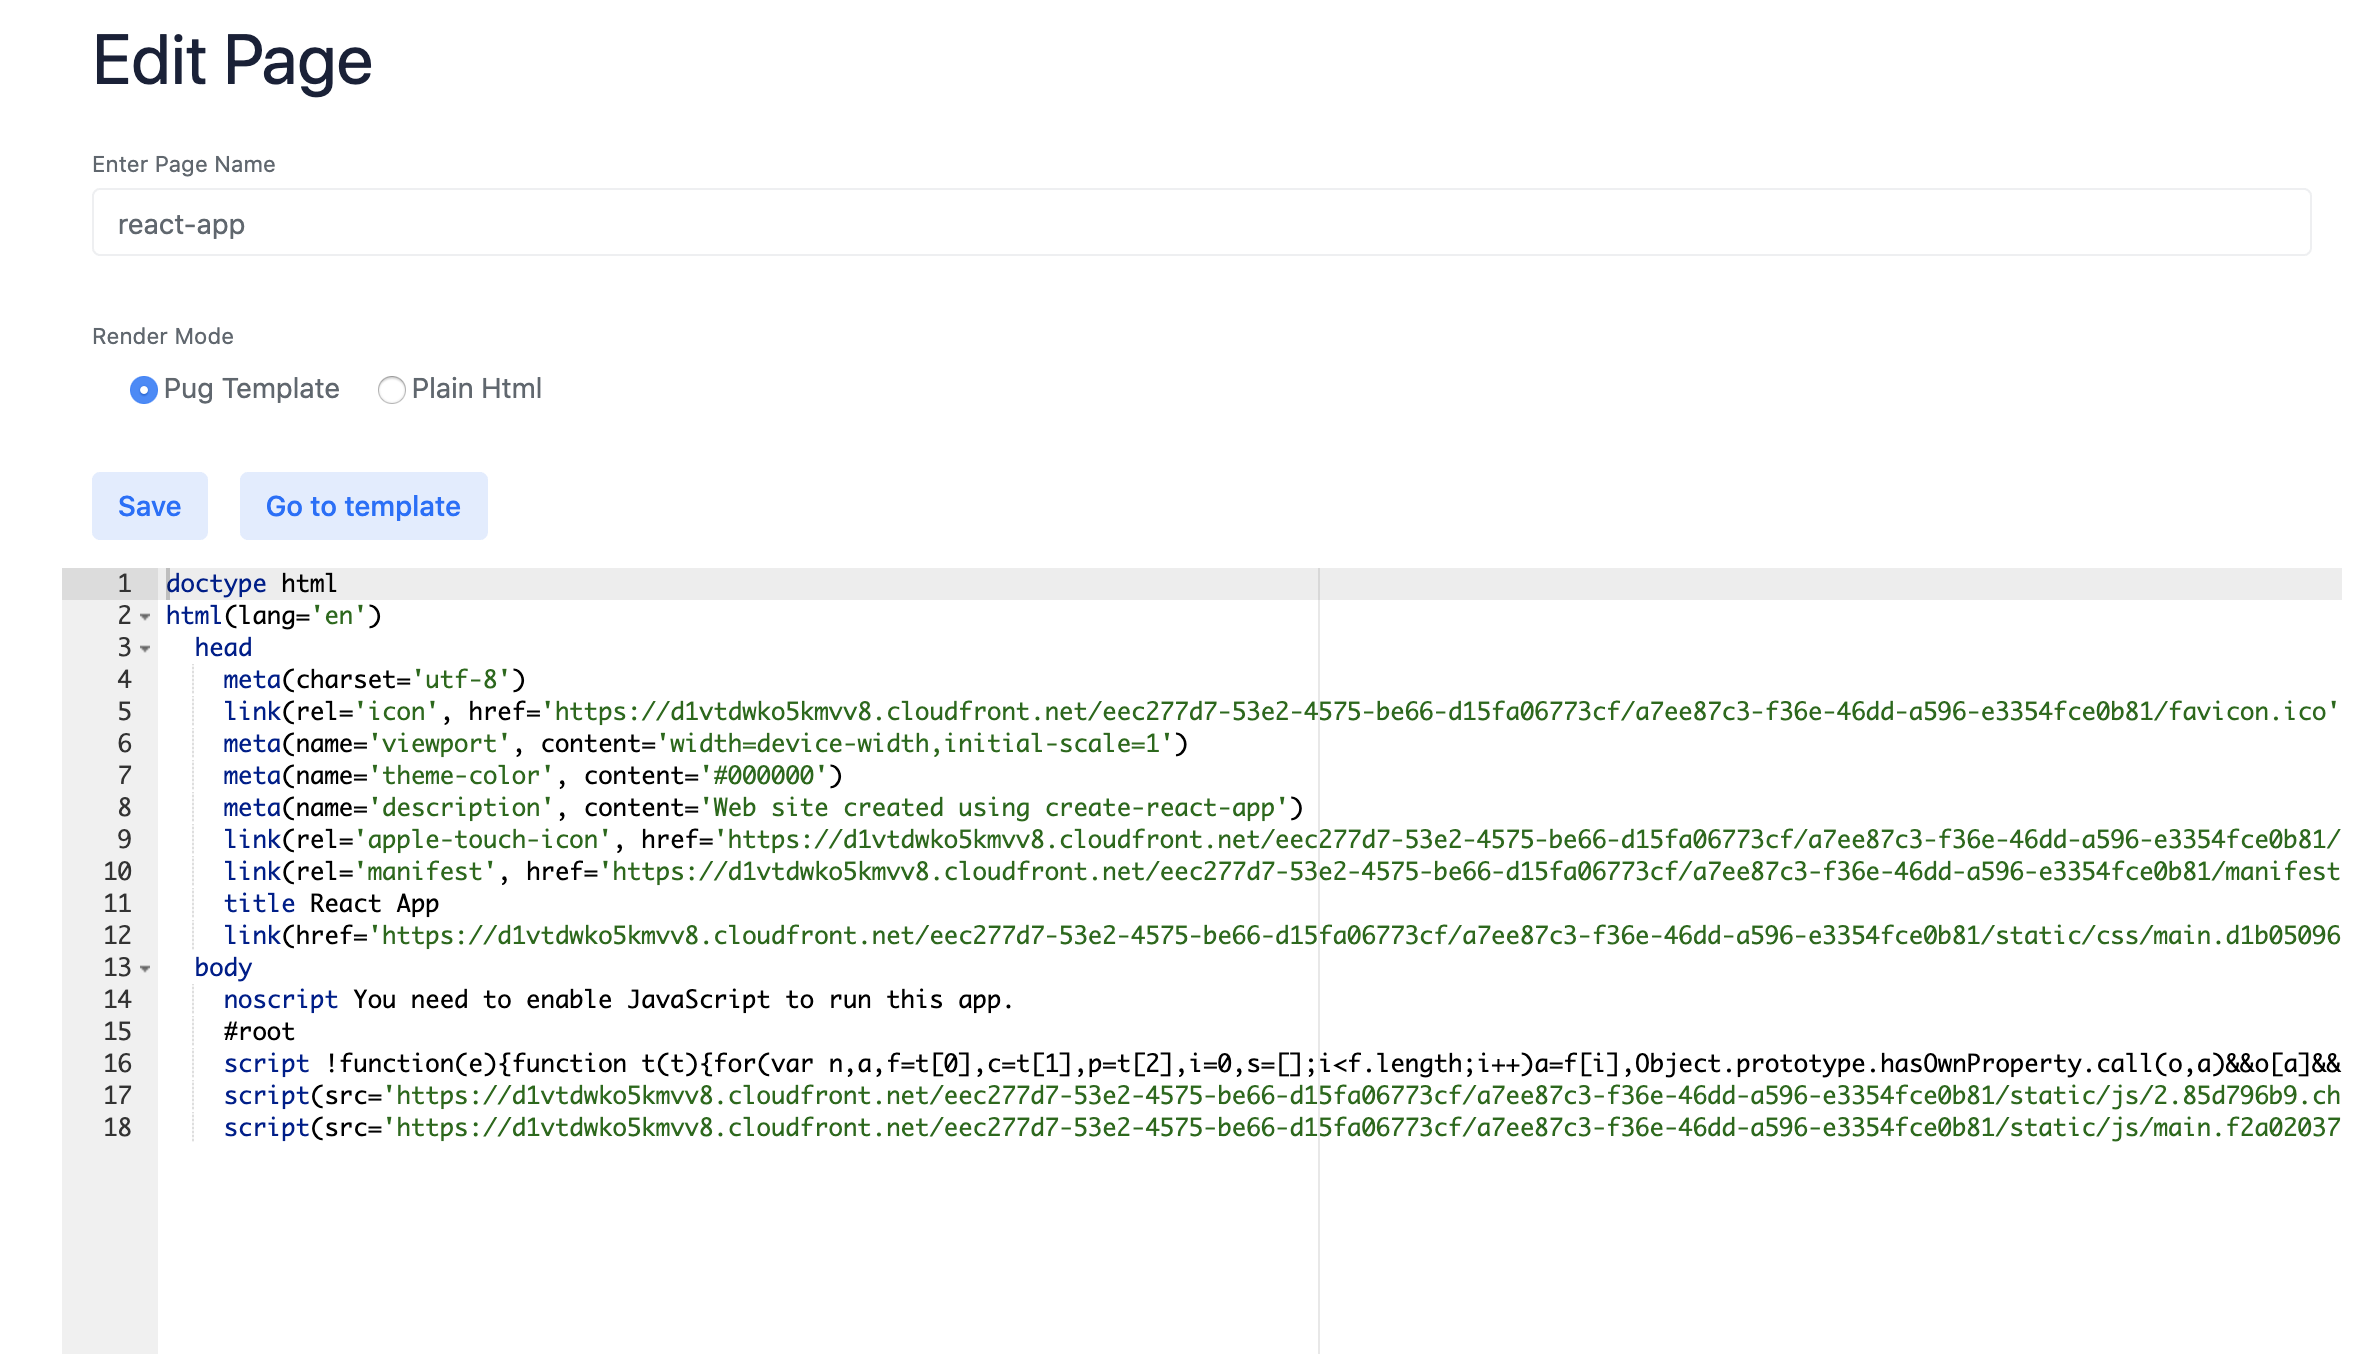 Edit Page
Enter Page Name
react-app
Render Mode
Pug Template Plain Html
Save Go to template
1 doctype html
2 html(lang='en')
3 head
4 meta(charset='utf-8')
5 link(rel='icon', href='https://d1vtdwko5kmvv8.cloudfront.net/eec277d7-53e2-4575-be66-d15fa06773cf/a7ee87c3-f36e-46dd-a596-e3354fce0b81/favicon.ico'
6 meta(name='viewport', content='width=device-width,initial-scale=1')
7 meta(name='theme-color', content='#000000')
8 meta(name='description', content='Web site created using create-react-app')
9 link(rel='apple-touch-icon', href='https://d1vtdwko5kmvv8.cloudfront.net/eec277d7-53e2-4575-be66-d15fa06773cf/a7ee87c3-f36e-46dd-a596-e3354fce0b81/
10 link(rel='manifest', href='https://d1vtdwko5kmvv8.cloudfront.net/eec277d7-53e2-4575-be66-d15fa06773cf/a7ee87c3-f36e-46dd-a596-e3354fce0b81/manifest
11 title React App
12 link(href='https://d1vtdwko5kmvv8.cloudfront.net/eec277d7-53e2-4575-be66-d15fa06773cf/a7ee87c3-f36e-46dd-a596-e3354fce0b81/static/css/main.d1b05096
13 body
14 noscript You need to enable JavaScript to run this app.
15 #root
16 script !function(e){function t(t){for(var n,a,f=t[0],c=t[1],p=t[2],i=0,s=[];i<f.length;i++)a=f[i],Object.prototype.hasOwnProperty.call(o,a)&&o[a]&&
17 script(src='https://d1vtdwko5kmvv8.cloudfront.net/eec277d7-53e2-4575-be66-d15fa06773cf/a7ee87c3-f36e-46dd-a596-e3354fce0b81/static/js/2.85d796b9.ch
18 script(src='https://d1vtdwko5kmvv8.cloudfront.net/eec277d7-53e2-4575-be66-d15fa06773cf/a7ee87c3-f36e-46dd-a596-e3354fce0b81/static/js/main.f2a02037